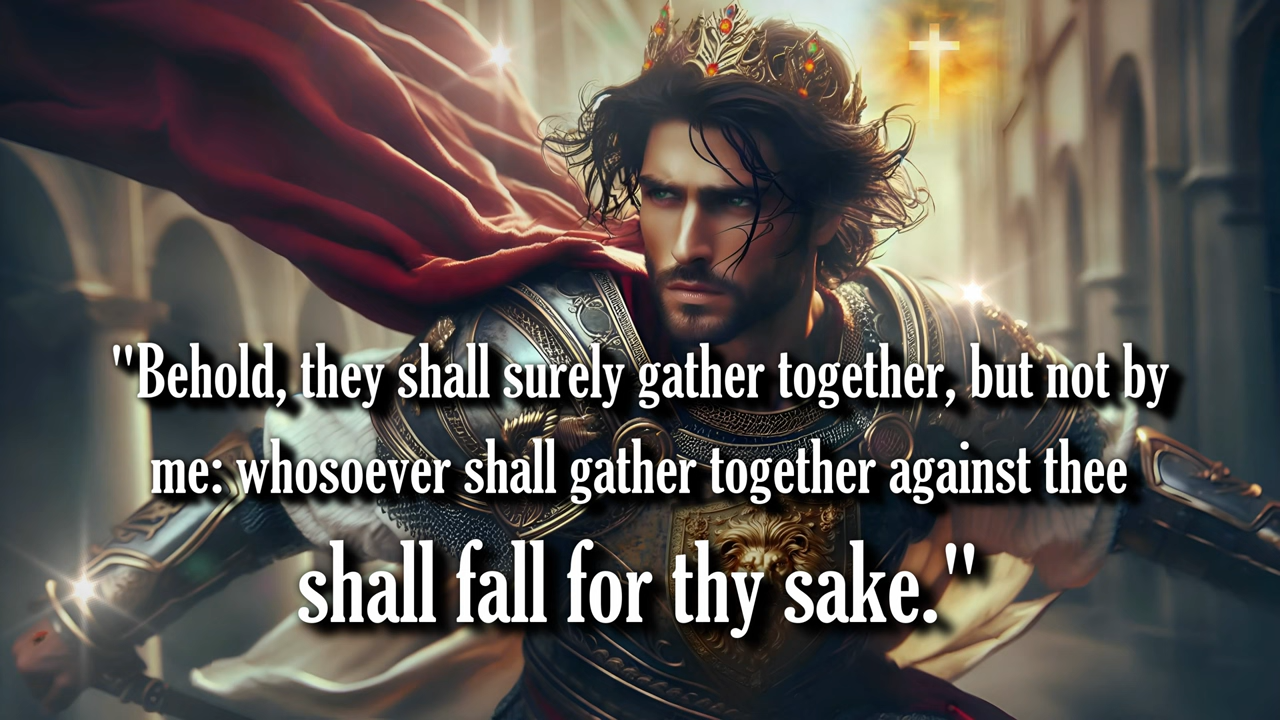 "Behold, they shall surely gather together, but not by
me: whosoever shall gather together against thee
shall fall for thy sake."